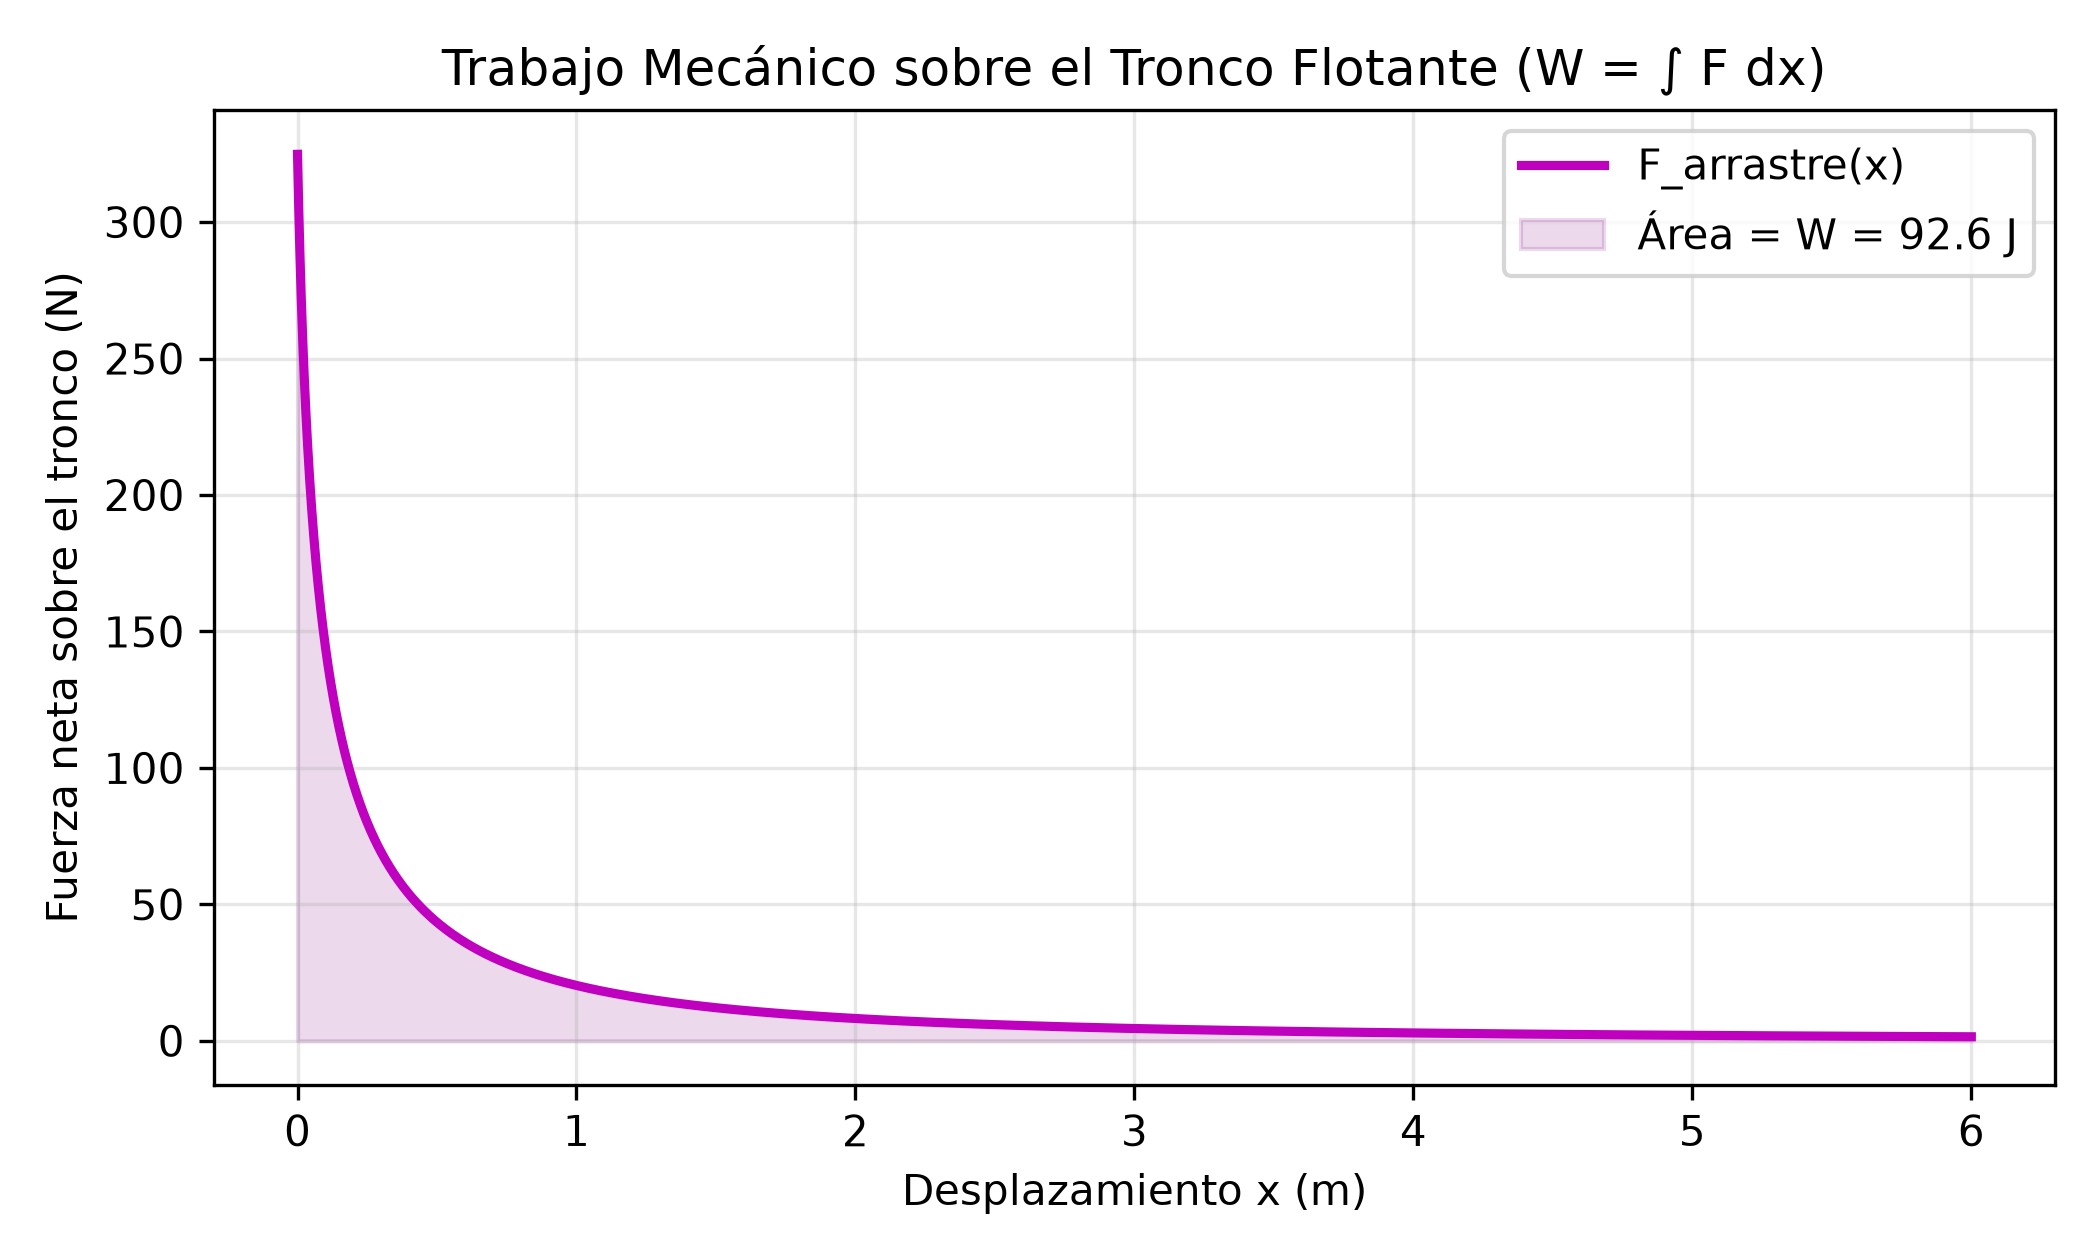 Trabajo Mecánico sobre el Tronco Flotante (W = ∫ F dx)
F_arrastre(x)
Área = W = 92.6 J
Fuerza neta sobre el tronco (N)
300
250
200
150
100
50
0
0 1 2 3 4 5 6
Desplazamiento x (m)